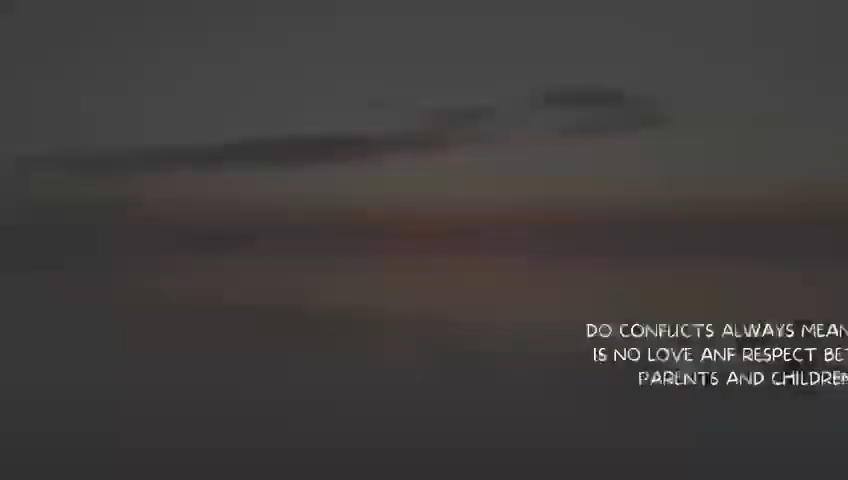 DO CONFLICTS ALWAYS MEAN
IS NO LOVE ANF RESPECT BET
PARENTS AND CHILDREN